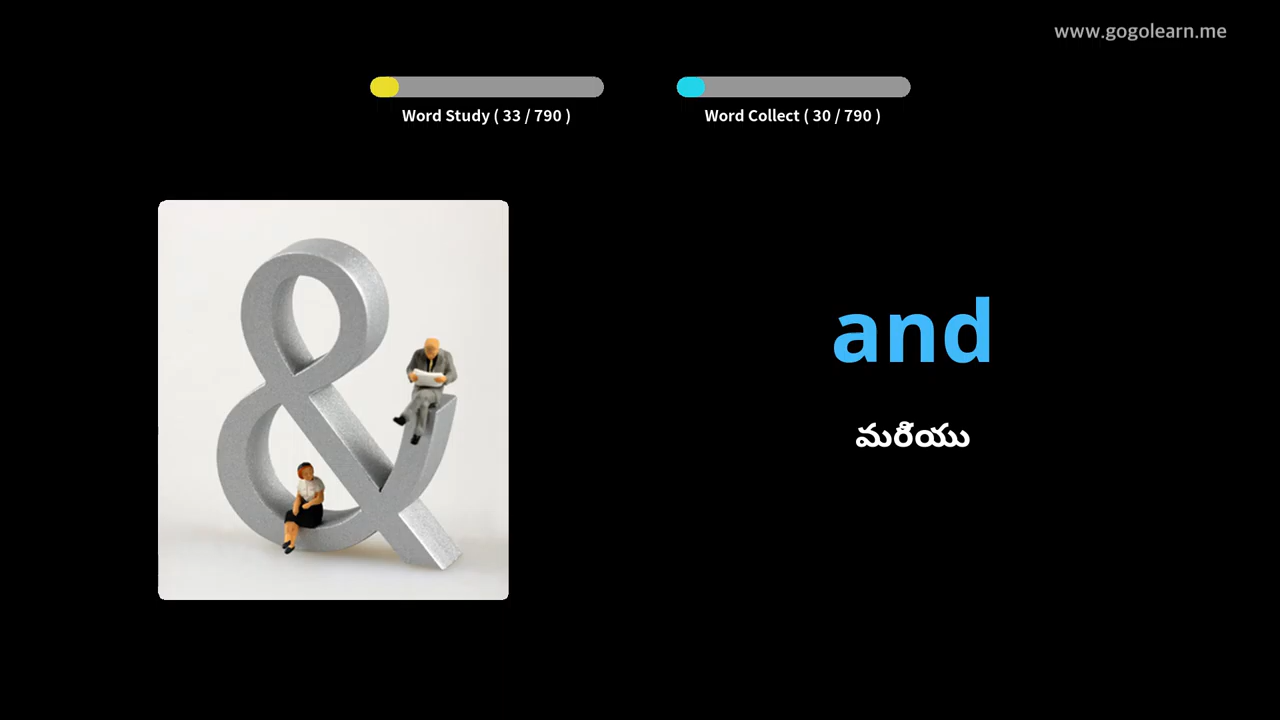 www.gogolearn.me
Word Study ( 33 / 790 )
Word Collect ( 30 / 790 )
&
and
మరియు